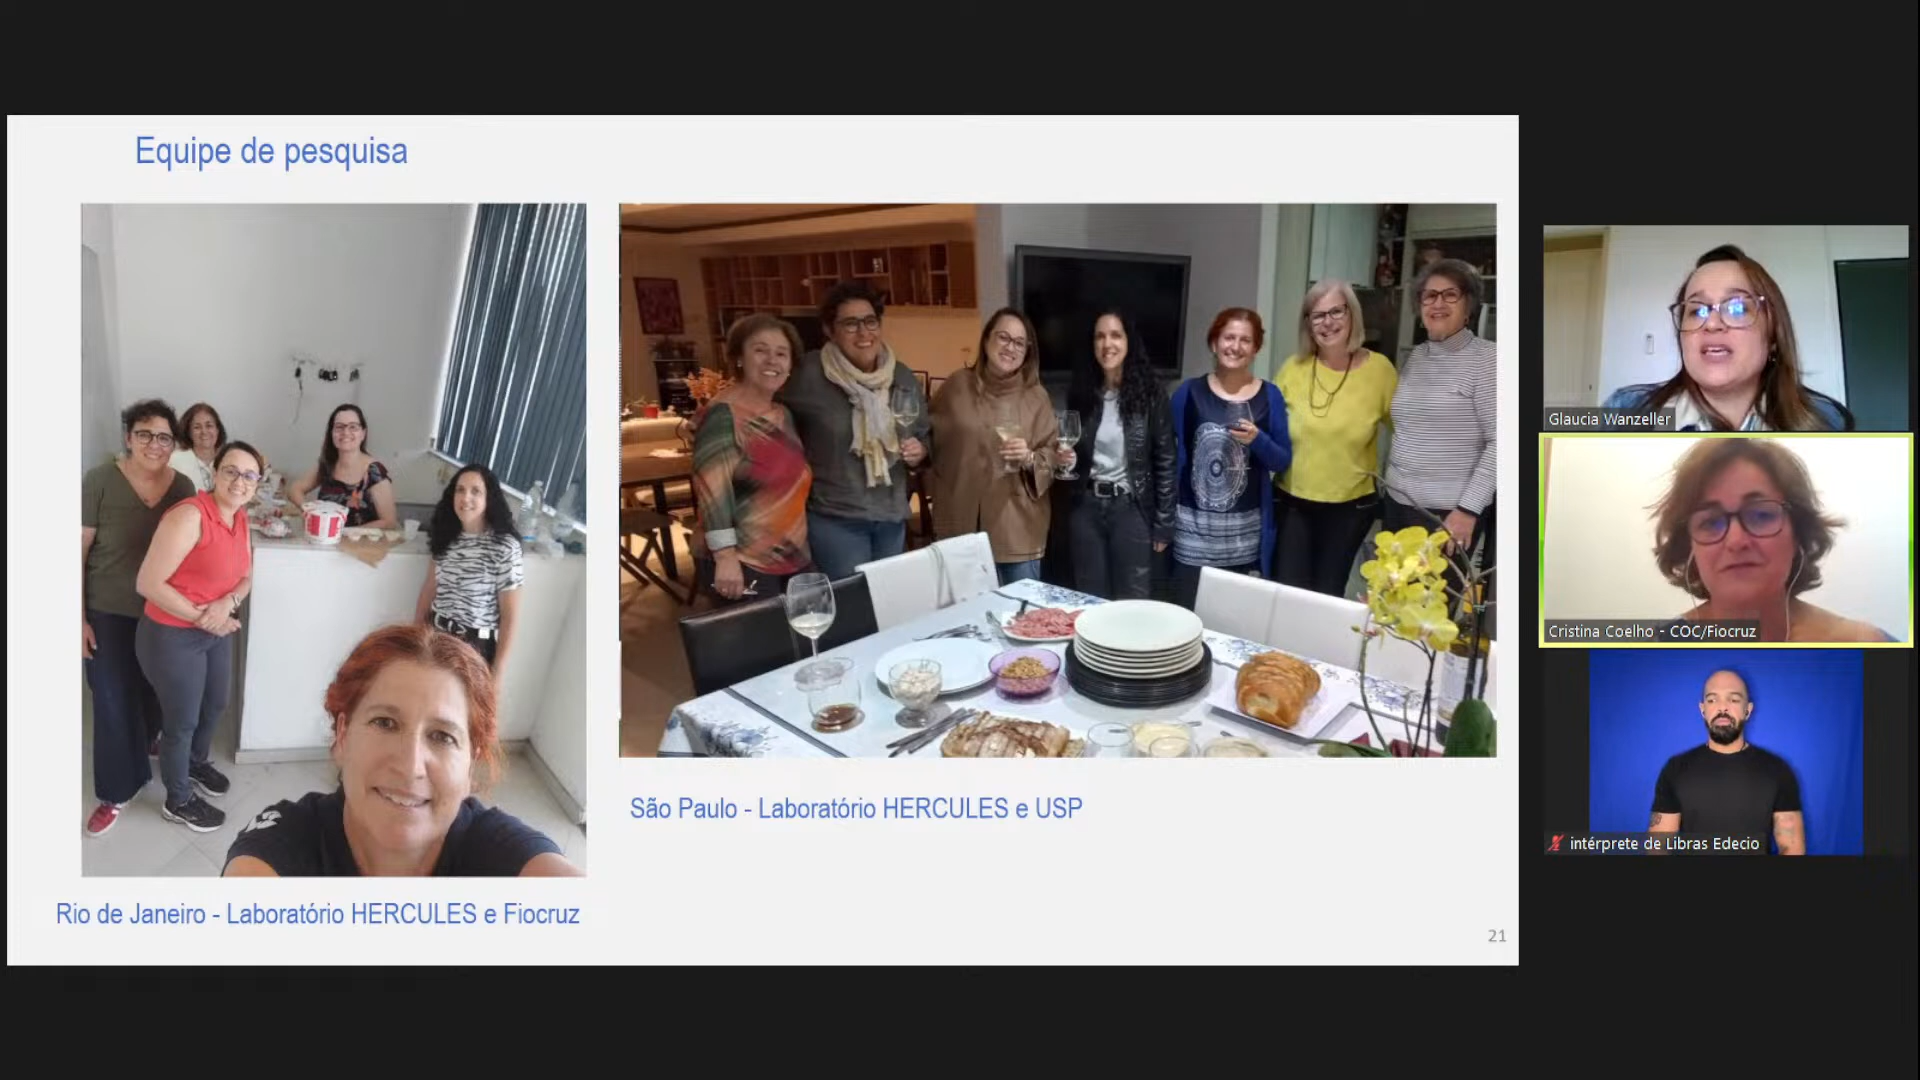 Equipe de pesquisa
São Paulo - Laboratório HERCULES e USP
Rio de Janeiro - Laboratório HERCULES e Fiocruz
21
Glaucia Wanzeller
Cristina Coelho - COC/Fiocruz
intérprete de Libras Edecio